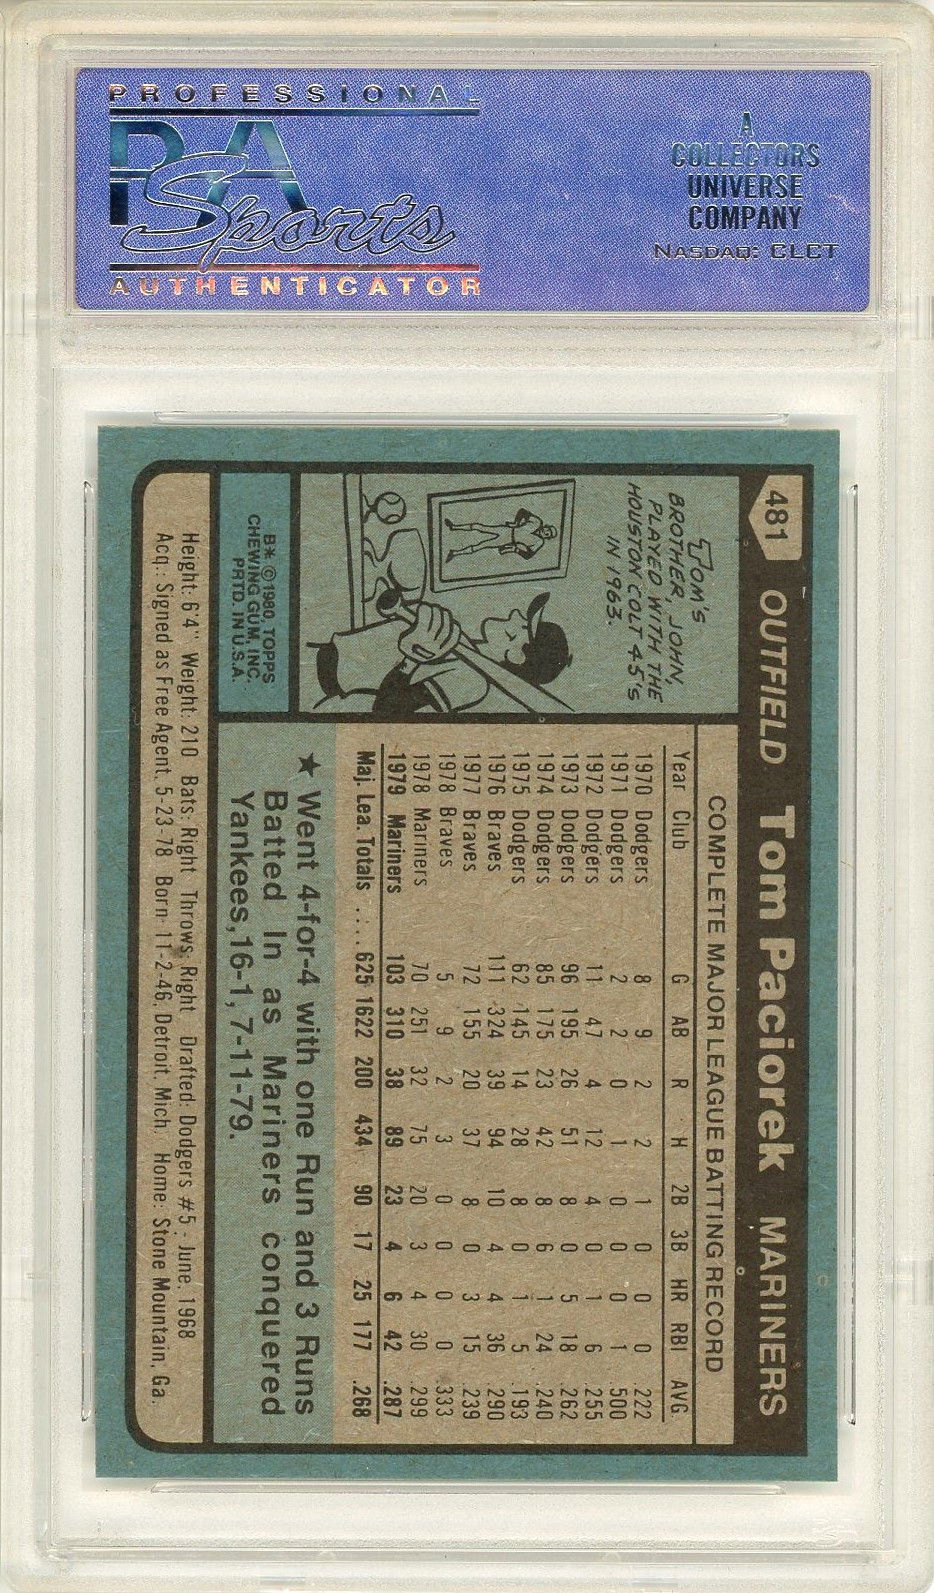 PROFESSIONAL
PSA
Sports
AUTHENTICATOR
A
COLLECTORS
UNIVERSE
COMPANY
NASDAQ: CLCT
481 OUTFIELD Tom Paciorek MARINERS
TOM'S
BROTHER, JOHN,
PLAYED WITH THE
HOUSTON COLT 45'S
IN 1963.
B* © 1980 TOPPS
CHEWING GUM, INC.
PRTD. IN U.S.A.
COMPLETE MAJOR LEAGUE BATTING RECORD
Year Club G AB R H 2B 3B HR RBI AVG.
1970 Dodgers 8 9 2 2 1 0 0 0 .222
1971 Dodgers 2 2 0 1 0 0 0 1 .500
1972 Dodgers 11 47 4 12 4 0 1 6 .255
1973 Dodgers 96 195 26 51 8 0 5 18 .262
1974 Dodgers 85 175 23 42 8 6 1 24 .240
1975 Dodgers 62 145 14 28 8 0 1 5 .193
1976 Braves 111 324 39 94 10 4 4 36 .290
1977 Braves 72 155 20 37 8 0 3 15 .239
1978 Braves 5 9 2 3 0 0 0 0 .333
1978 Mariners 70 251 32 75 20 3 4 30 .299
1979 Mariners 103 310 38 89 23 4 6 42 .287
Maj. Lea. Totals .... 625 1622 200 434 90 17 25 177 .268
★ Went 4-for-4 with one Run and 3 Runs
Batted In as Mariners conquered
Yankees, 16-1, 7-11-79.
Height: 6'4" Weight: 210 Bats: Right Throws: Right Drafted: Dodgers #5 - June, 1968
Acq.: Signed as Free Agent, 5-23-78 Born: 11-2-46, Detroit, Mich. Home: Stone Mountain, Ga.